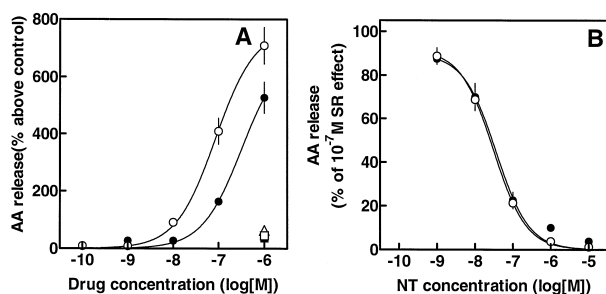 A
AA release(% above control)
800
600
400
200
0
-10 -9 -8 -7 -6
Drug concentration (log[M])
B
AA release
(% of 10-7M SR effect)
100
80
60
40
20
0
-10 -9 -8 -7 -6 -5
NT concentration (log[M])